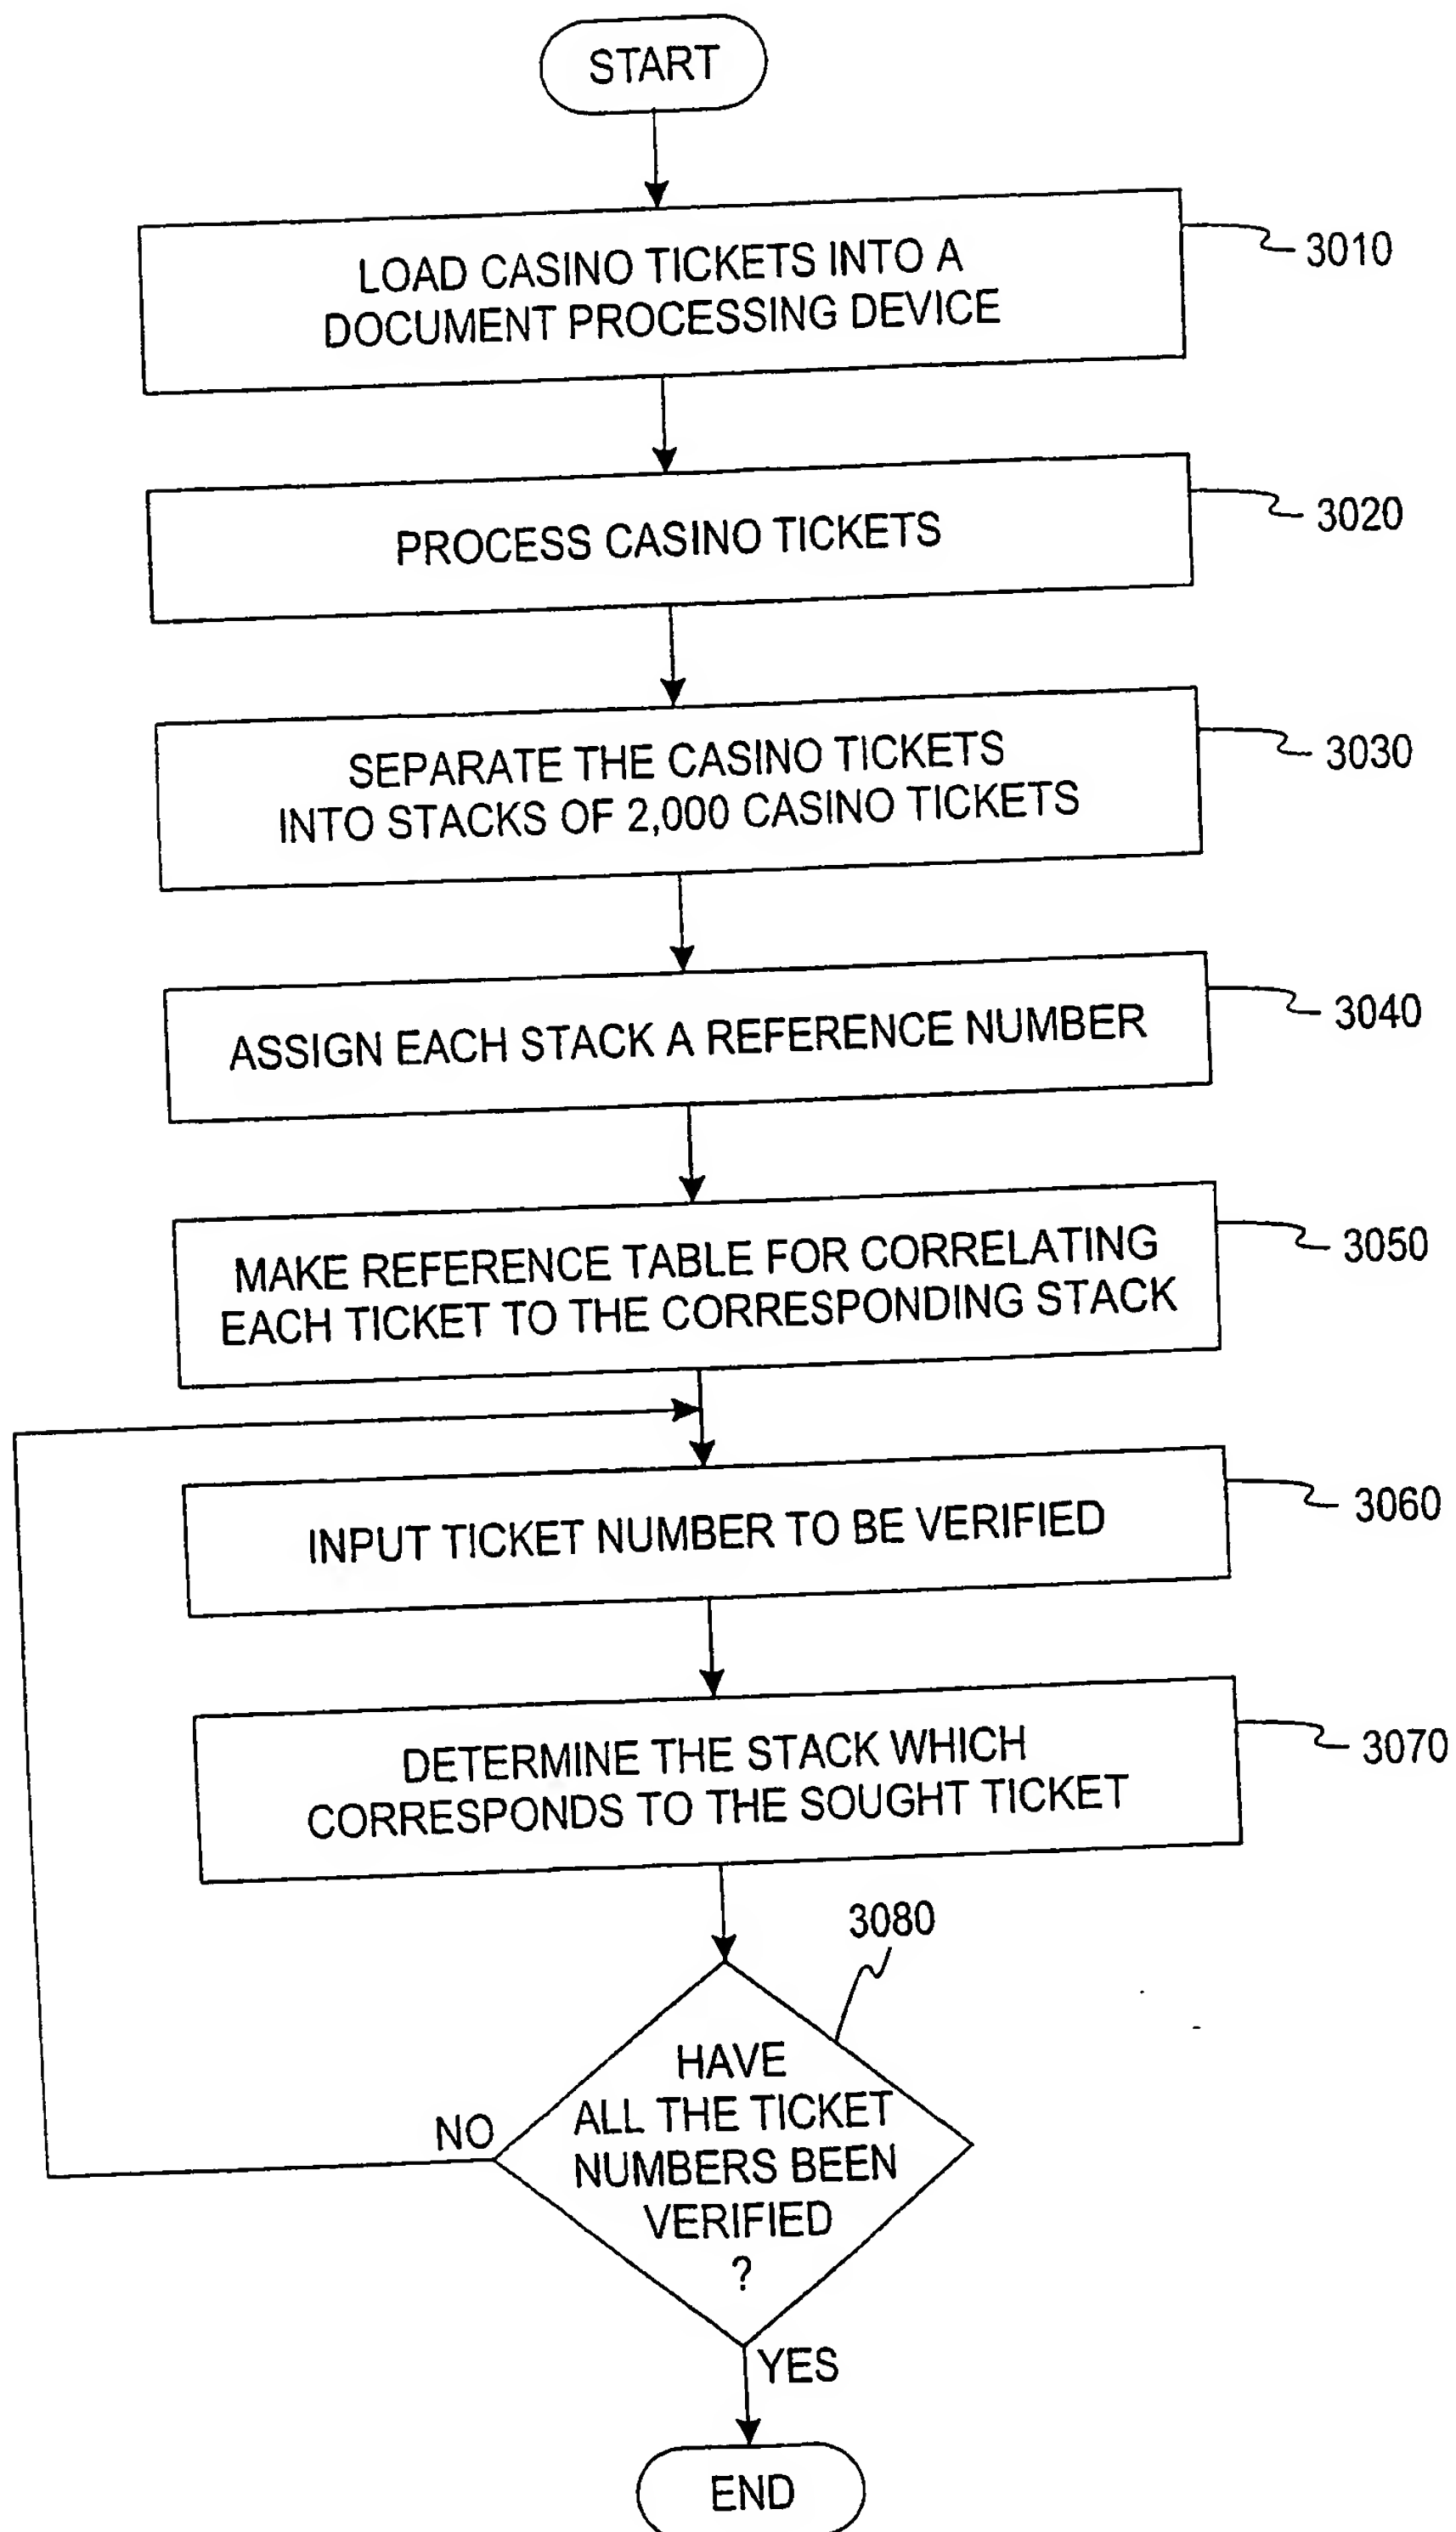 START
LOAD CASINO TICKETS INTO A
DOCUMENT PROCESSING DEVICE
3010
PROCESS CASINO TICKETS
3020
SEPARATE THE CASINO TICKETS
INTO STACKS OF 2,000 CASINO TICKETS
3030
ASSIGN EACH STACK A REFERENCE NUMBER
3040
MAKE REFERENCE TABLE FOR CORRELATING
EACH TICKET TO THE CORRESPONDING STACK
3050
INPUT TICKET NUMBER TO BE VERIFIED
3060
DETERMINE THE STACK WHICH
CORRESPONDS TO THE SOUGHT TICKET
3070
3080
HAVE
ALL THE TICKET
NUMBERS BEEN
VERIFIED
?
NO
YES
END